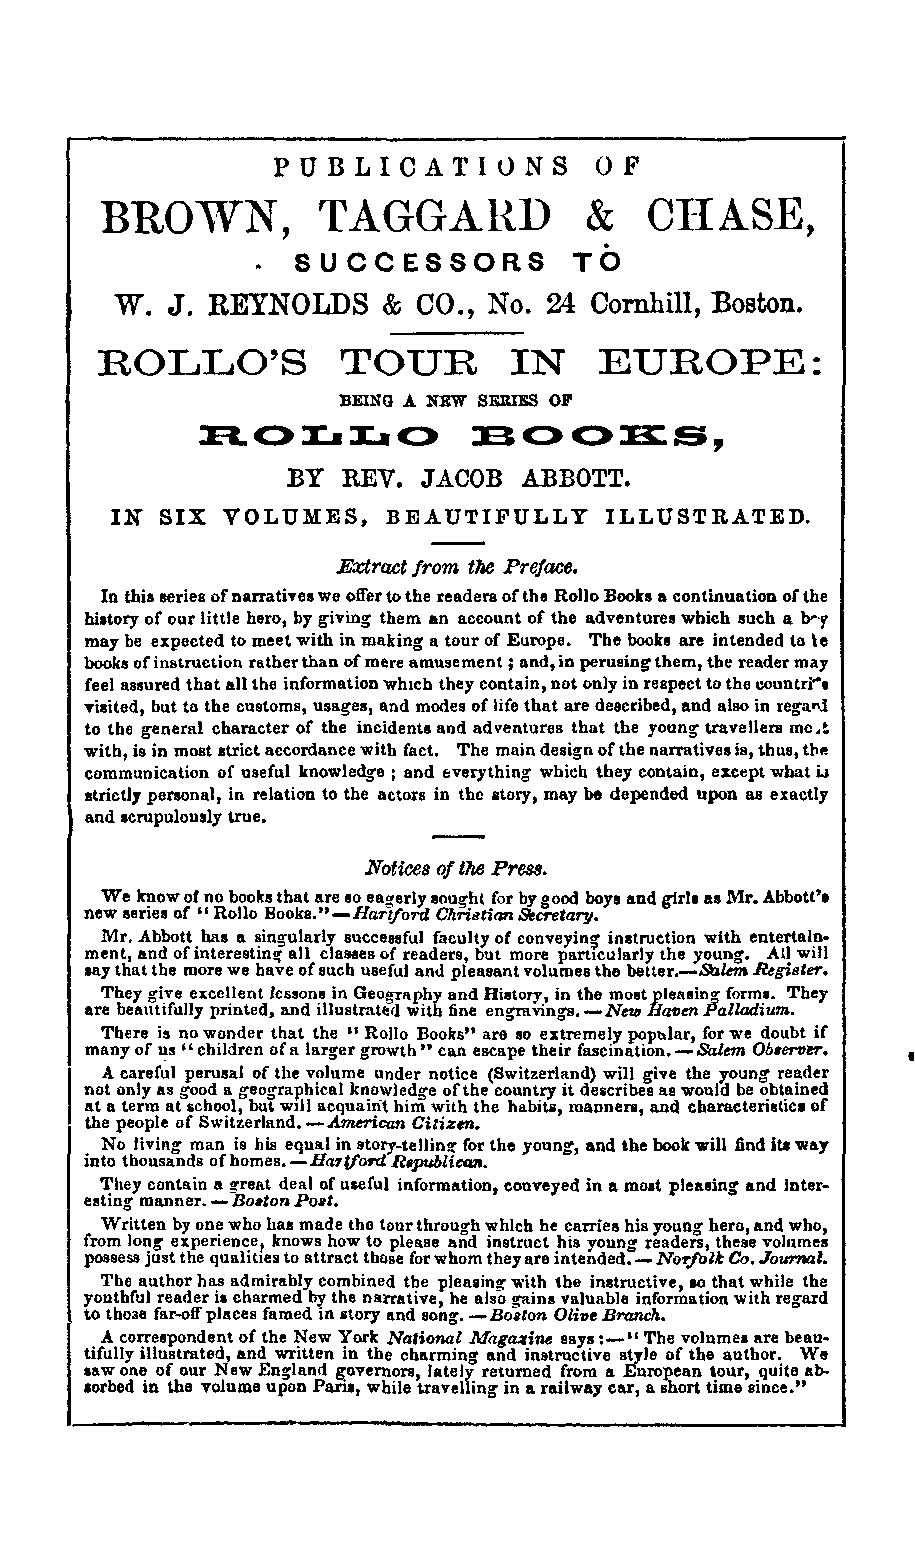 PUBLICATIONS OF
BROWN, TAGGARD & CHASE,
SUCCESSORS TO
W. J. REYNOLDS & CO., No. 24 Cornhill, Boston.
ROLLO'S TOUR IN EUROPE:
BEING A NEW SERIES OF
ROLLO BOOKS,
BY REV. JACOB ABBOTT.
IN SIX VOLUMES, BEAUTIFULLY ILLUSTRATED.
Extract from the Preface.
In this series of narratives we offer to the readers of the Rollo Books a continuation of the
history of our little hero, by giving them an account of the adventures which such a boy
may be expected to meet with in making a tour of Europe. The books are intended to be
books of instruction rather than of mere amusement; and, in perusing them, the reader may
feel assured that all the information which they contain, not only in respect to the countries
visited, but to the customs, usages, and modes of life that are described, and also in regard
to the general character of the incidents and adventures that the young travellers meet
with, is in most strict accordance with fact. The main design of the narratives is, thus, the
communication of useful knowledge; and everything which they contain, except what is
strictly personal, in relation to the actors in the story, may be depended upon as exactly
and scrupulously true.
Notices of the Press.
We know of no books that are so eagerly sought for by good boys and girls as Mr. Abbott's
new series of "Rollo Books."—Hartford Christian Secretary.
Mr. Abbott has a singularly successful faculty of conveying instruction with entertain-
ment, and of interesting all classes of readers, but more particularly the young. All will
say that the more we have of such useful and pleasant volumes the better.—Salem Register.
They give excellent lessons in Geography and History, in the most pleasing forms. They
are beautifully printed, and illustrated with fine engravings.—New Haven Palladium.
There is no wonder that the "Rollo Books" are so extremely popular, for we doubt if
many of us "children of a larger growth" can escape their fascination.—Salem Observer.
A careful perusal of the volume under notice (Switzerland) will give the young reader
not only as good a geographical knowledge of the country it describes as would be obtained
at a term at school, but will acquaint him with the habits, manners, and characteristics of
the people of Switzerland.—American Citizen.
No living man is his equal in story-telling for the young, and the book will find its way
into thousands of homes.—Hartford Republican.
They contain a great deal of useful information, conveyed in a most pleasing and inter-
esting manner.—Boston Post.
Written by one who has made the tour through which he carries his young hero, and who,
from long experience, knows how to please and instruct his young readers, these volumes
possess just the qualities to attract those for whom they are intended.—Norfolk Co. Journal.
The author has admirably combined the pleasing with the instructive, so that while the
youthful reader is charmed by the narrative, he also gains valuable information with regard
to those far-off places famed in story and song.—Boston Olive Branch.
A correspondent of the New York National Magazine says:—"The volumes are beau-
tifully illustrated, and written in the charming and instructive style of the author. We
saw one of our New England governors, lately returned from a European tour, quite ab-
sorbed in the volume upon Paris, while travelling in a railway car, a short time since."